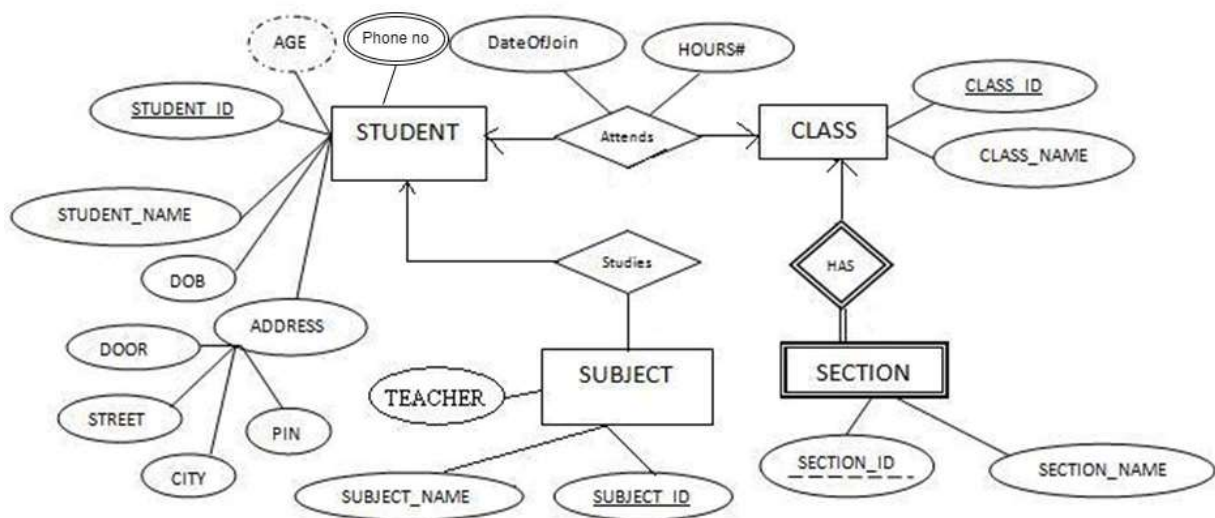 AGE
Phone no
DateOfJoin
HOURS#
STUDENT_ID
STUDENT
Attends
CLASS
CLASS_ID
CLASS_NAME
STUDENT_NAME
DOB
Studies
HAS
ADDRESS
DOOR
SUBJECT
SECTION
TEACHER
STREET
PIN
CITY
SUBJECT_NAME
SUBJECT_ID
SECTION_ID
SECTION_NAME